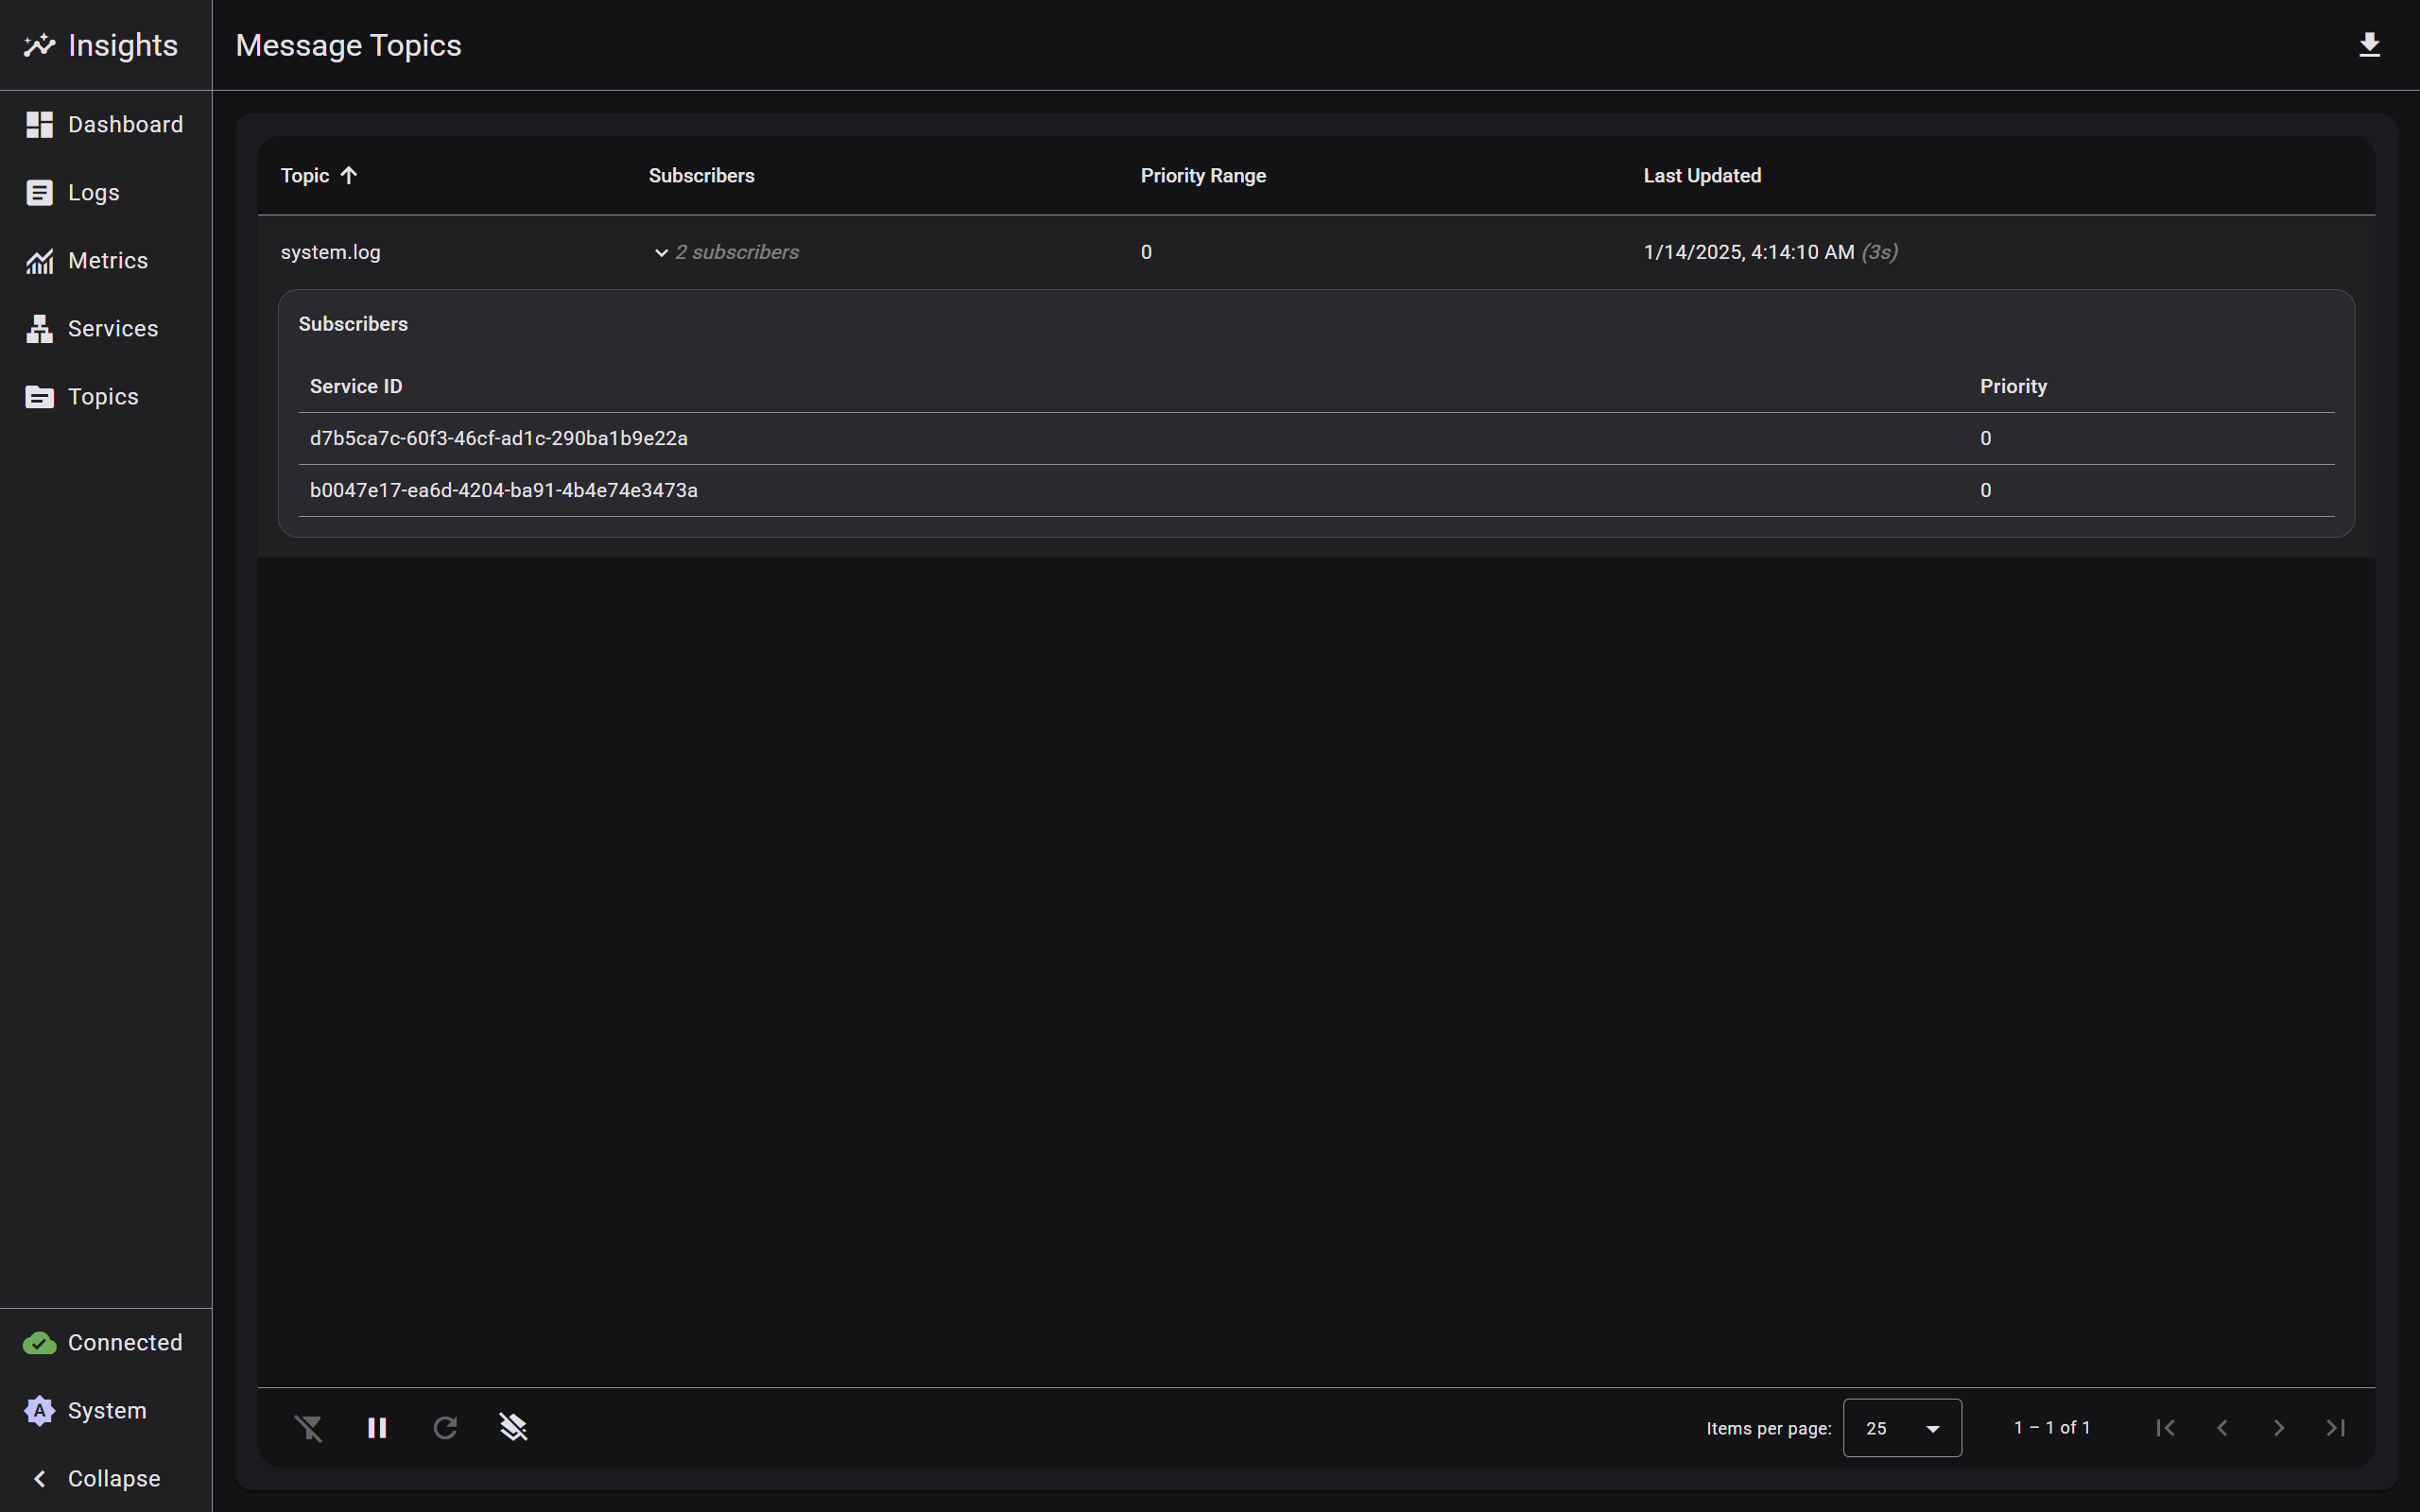 Insights
Message Topics
Dashboard
Logs
Metrics
Services
Topics
Topic Subscribers Priority Range Last Updated
system.log 2 subscribers 0 1/14/2025, 4:14:10 AM (3s)
Subscribers
Service ID Priority
d7b5ca7c-60f3-46cf-ad1c-290ba1b9e22a 0
b0047e17-ea6d-4204-ba91-4b4e74e3473a 0
Connected
A System
Collapse
Items per page: 25 1 – 1 of 1